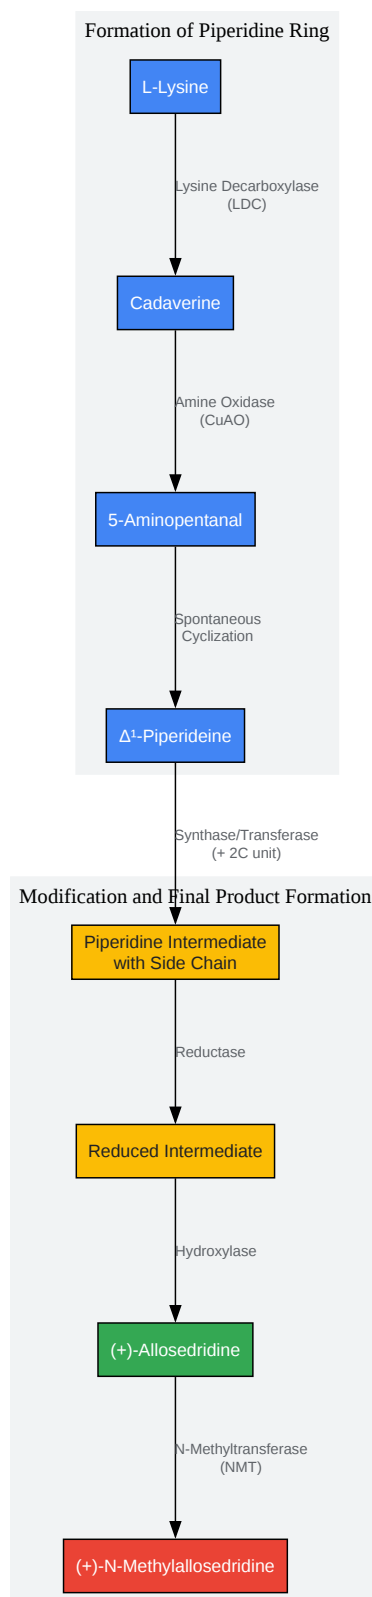 Formation of Piperidine Ring
L-Lysine
Lysine Decarboxylase
(LDC)
Cadaverine
Amine Oxidase
(CuAO)
5-Aminopentanal
Spontaneous
Cyclization
Δ¹-Piperideine
Synthase/Transferase
(+ 2C unit)
Modification and Final Product Formation
Piperidine Intermediate
with Side Chain
Reductase
Reduced Intermediate
Hydroxylase
(+)-Allosedridine
N-Methyltransferase
(NMT)
(+)-N-Methylallosedridine